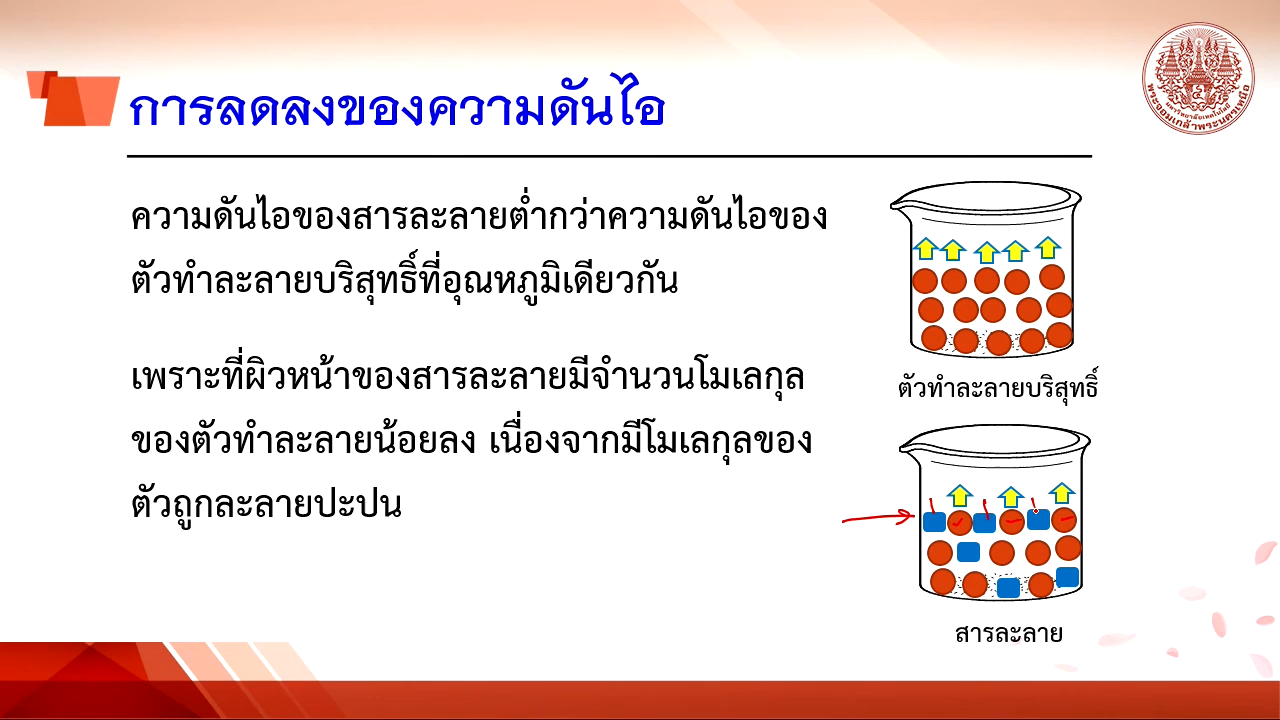 การลดลงของความดันไอ
ความดันไอของสารละลายต่ำกว่าความดันไอของ
ตัวทำละลายบริสุทธิ์ที่อุณหภูมิเดียวกัน
เพราะที่ผิวหน้าของสารละลายมีจำนวนโมเลกุล
ของตัวทำละลายน้อยลง เนื่องจากมีโมเลกุลของ
ตัวถูกละลายปะปน
ตัวทำละลายบริสุทธิ์
สารละลาย